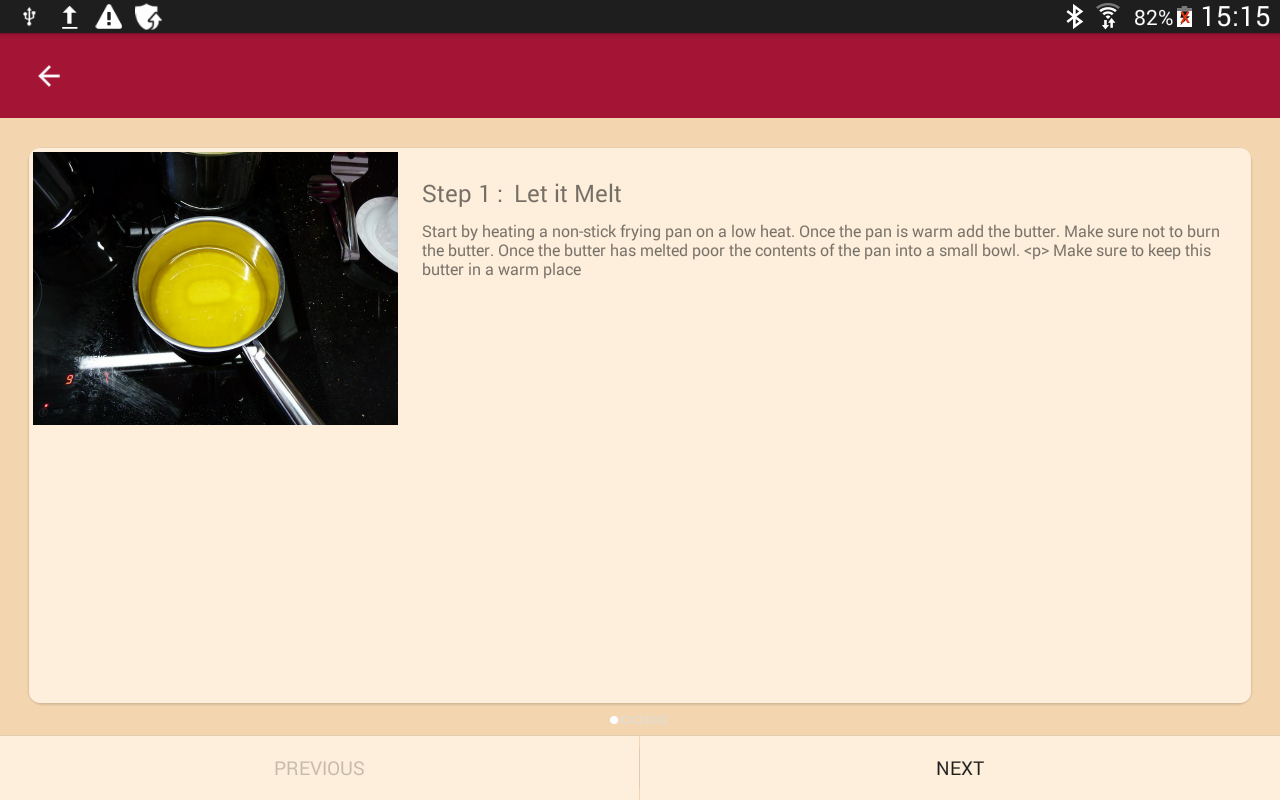 82% 15:15
Step 1 : Let it Melt
Start by heating a non-stick frying pan on a low heat. Once the pan is warm add the butter. Make sure not to burn
the butter. Once the butter has melted poor the contents of the pan into a small bowl. <p> Make sure to keep this
butter in a warm place
SIEMENS
9
PREVIOUS
NEXT